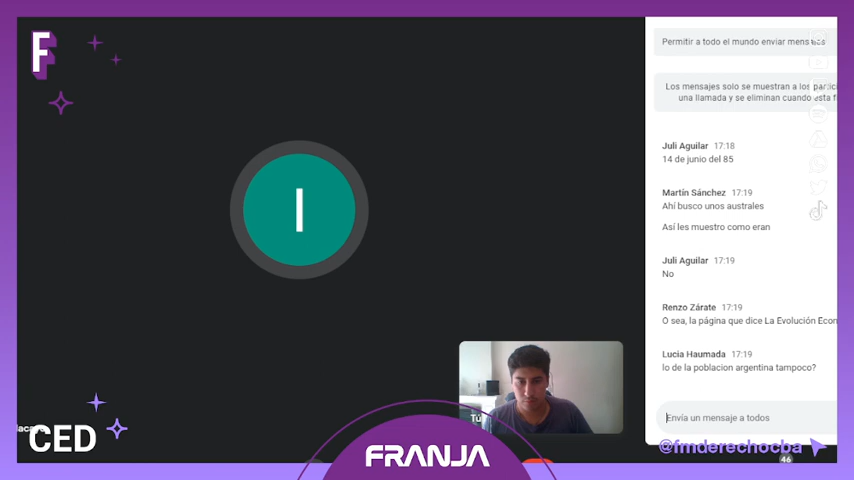 F
Permitir a todo el mundo enviar mens
Los mensajes solo se muestran a los
una llamada y se eliminan cuando esta
Juli Aguilar 17:18
14 de junio del 85
Martín Sánchez 17:19
Ahí busco unos australes
Así les muestro como eran
I
Juli Aguilar 17:19
No
Renzo Zárate 17:19
O sea, la página que dice La Evolución Econ
Lucia Haumada 17:19
lo de la poblacion argentina tampoco?
Tú
Envía un mensaje a todos
CED
FRANJA
@fmderechocba
46